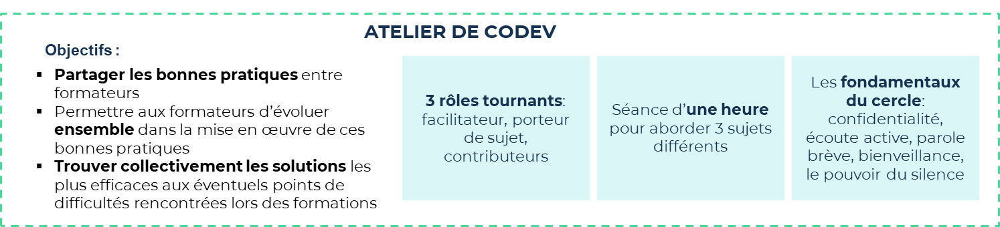 ATELIER DE CODEV
Objectifs :
▪ Partager les bonnes pratiques entre
formateurs
▪ Permettre aux formateurs d’évoluer
ensemble dans la mise en œuvre de ces
bonnes pratiques
▪ Trouver collectivement les solutions les
plus efficaces aux éventuels points de
difficultés rencontrées lors des formations
3 rôles tournants:
facilitateur, porteur
de sujet,
contributeurs
Séance d’une heure
pour aborder 3 sujets
différents
Les fondamentaux
du cercle:
confidentialité,
écoute active, parole
brève, bienveillance,
le pouvoir du silence